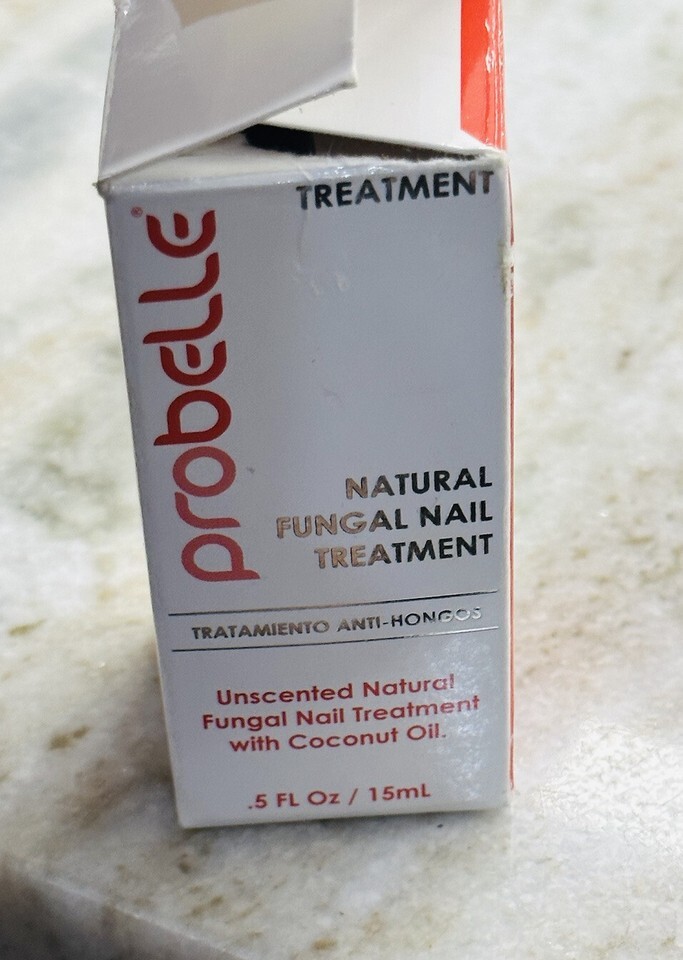 TREATMENT
probelle®
NATURAL
FUNGAL NAIL
TREATMENT
TRATAMIENTO ANTI-HONGOS
Unscented Natural
Fungal Nail Treatment
with Coconut Oil.
.5 FL Oz / 15mL